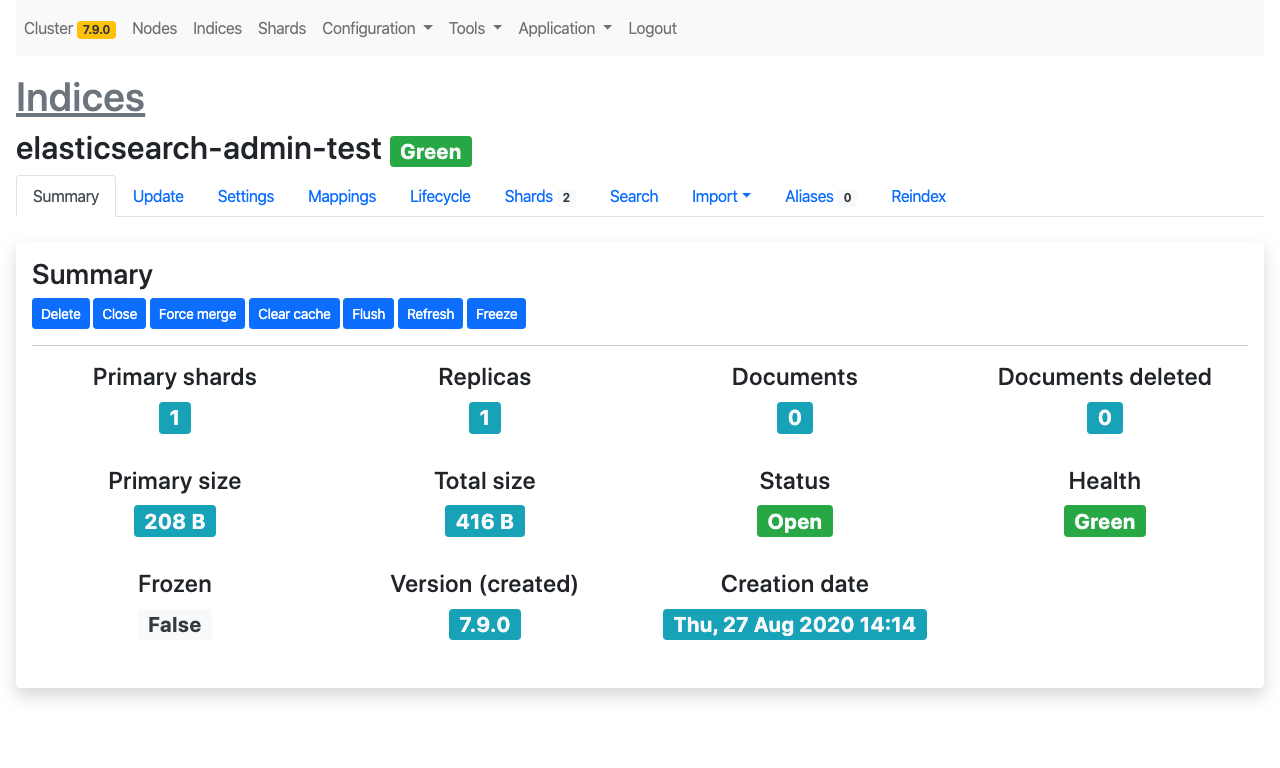 Cluster 7.9.0 Nodes Indices Shards Configuration Tools Application Logout
Indices
elasticsearch-admin-test Green
Summary Update Settings Mappings Lifecycle Shards 2 Search Import Aliases 0 Reindex
Summary
Delete Close Force merge Clear cache Flush Refresh Freeze
Primary shards Replicas Documents Documents deleted
1 1 0 0
Primary size Total size Status Health
208 B 416 B Open Green
Frozen Version (created) Creation date
False 7.9.0 Thu, 27 Aug 2020 14:14